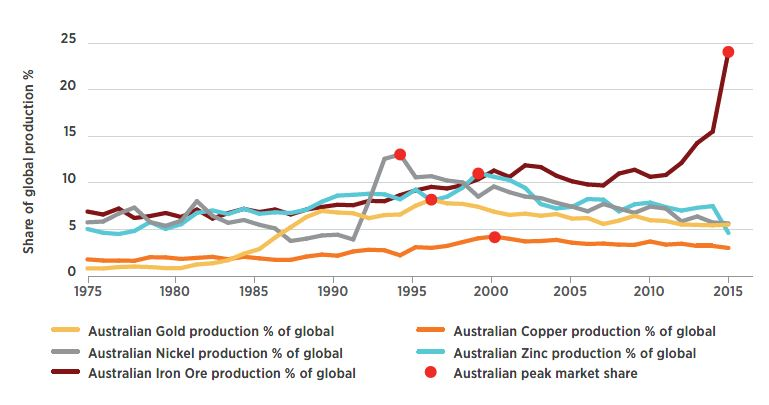 Share of global production %
25
20
15
10
5
0
1975 1980 1985 1990 1995 2000 2005 2010 2015
Australian Gold production % of global
Australian Copper production % of global
Australian Nickel production % of global
Australian Zinc production % of global
Australian Iron Ore production % of global
Australian peak market share